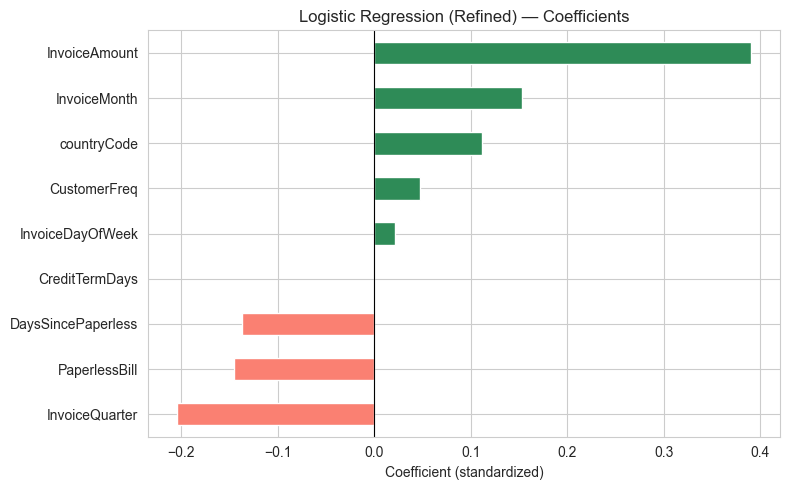 Logistic Regression (Refined) — Coefficients
InvoiceAmount
InvoiceMonth
countryCode
CustomerFreq
InvoiceDayOfWeek
CreditTermDays
DaysSincePaperless
PaperlessBill
InvoiceQuarter
−0.2 −0.1 0.0 0.1 0.2 0.3 0.4
Coefficient (standardized)